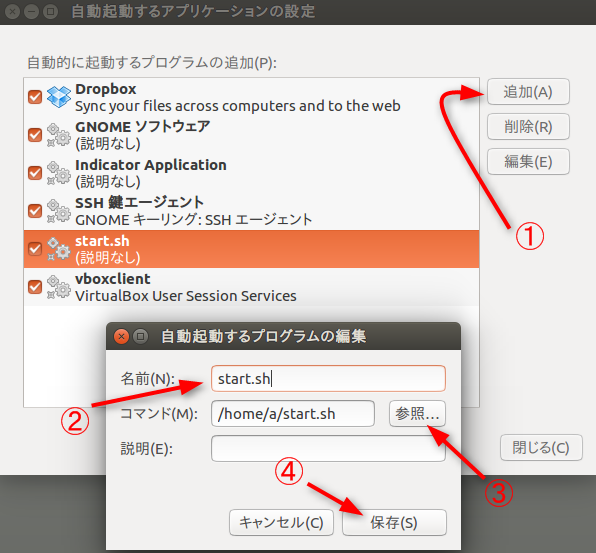 自動起動するアプリケーションの設定
自動的に起動するプログラムの追加(P):
Dropbox
Sync your files across computers and to the web
GNOME ソフトウェア
(説明なし)
Indicator Application
(説明なし)
SSH 鍵エージェント
GNOME キーリング: SSH エージェント
start.sh
(説明なし)
vboxclient
VirtualBox User Session Services
追加(A)
削除(R)
編集(E)
①
自動起動するプログラムの編集
名前(N): start.sh
②
コマンド(M): /home/a/start.sh 参照...
説明(E):
③
④
キャンセル(C) 保存(S)
閉じる(C)